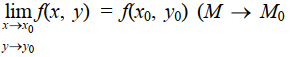 lim f(x, y) = f(x₀, y₀) (M → M₀
x→x₀
y→y₀